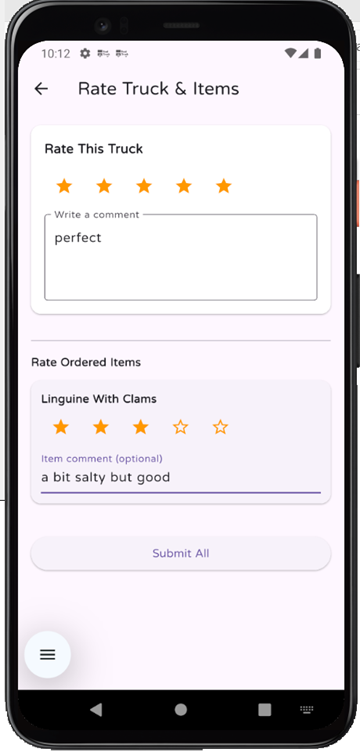 10:12
Rate Truck & Items
Rate This Truck
Write a comment
perfect
Rate Ordered Items
Linguine With Clams
Item comment (optional)
a bit salty but good
Submit All